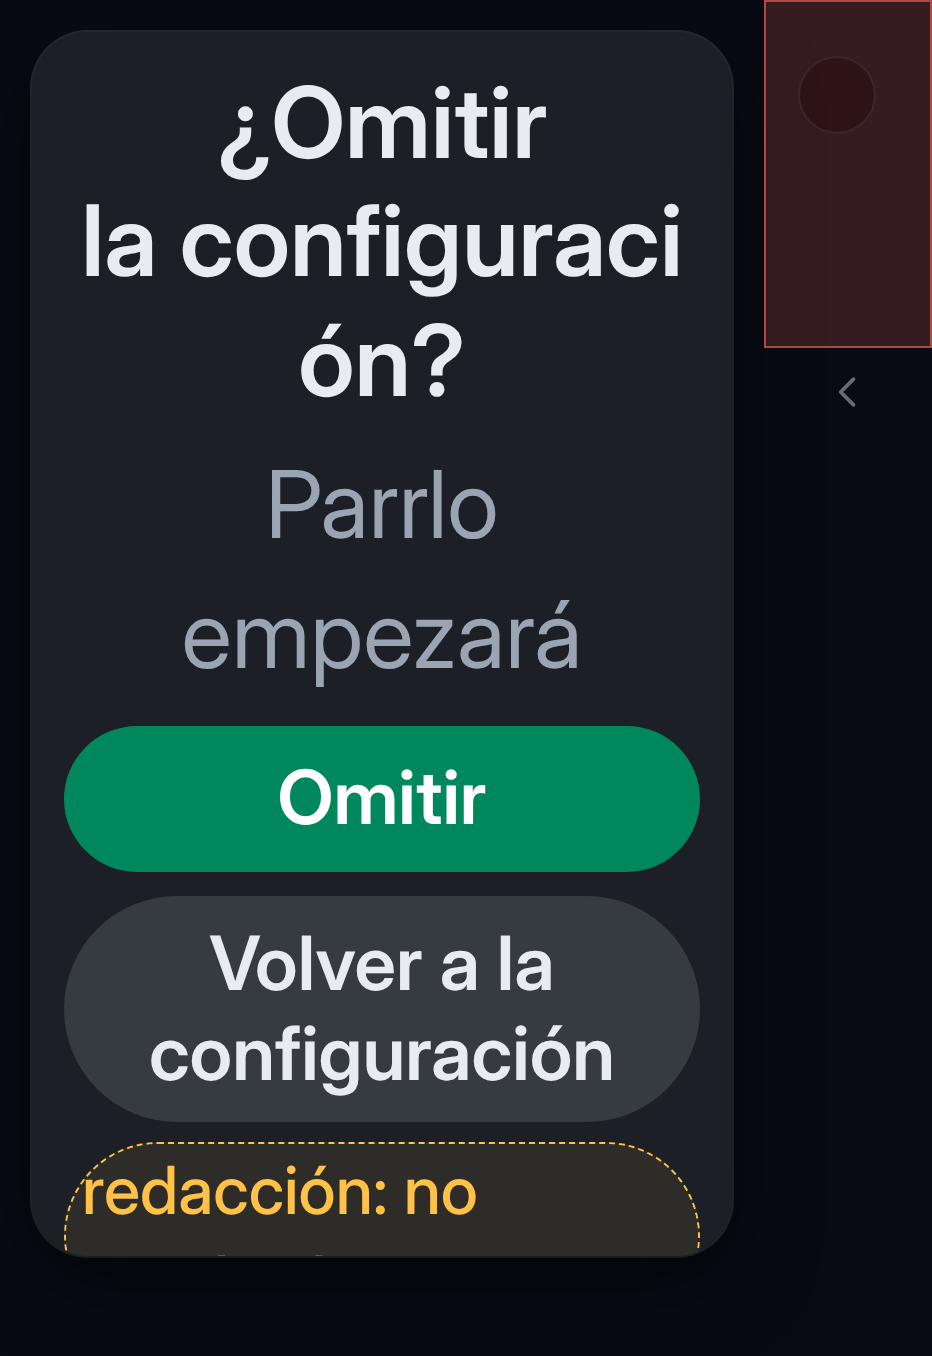 ¿Omitir
la configuraci
ón?
Parrlo
empezará
Omitir
Volver a la
configuración
redacción: no